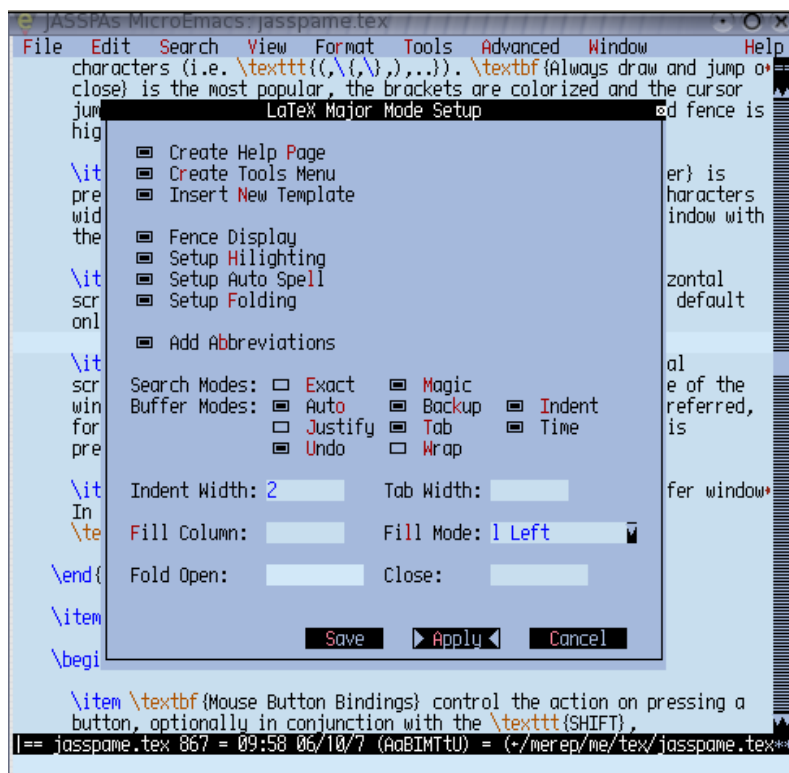 JASSPAs MicroEmacs: jasspame.tex
File Edit Search View Format Tools Advanced Window Help
characters (i.e. \texttt{(,\{,\},),..}). \textbf{Always draw and jump o
close} is the most popular, the brackets are colorized and the cursor
jum LaTeX Major Mode Setup d fence is
hig
Create Help Page
\it Create Tools Menu er} is
pre Insert New Template haracters
wid indow with
the Fence Display
Setup Hilighting
\it Setup Auto Spell zontal
scr Setup Folding default
onl
Add Abbreviations
\it al
scr Search Modes: Exact Magic e of the
win Buffer Modes: Auto Backup Indent referred,
for Justify Tab Time is
pre Undo Wrap
\it Indent Width: 2 Tab Width: fer window
In
\te Fill Column: Fill Mode: l Left
\end{ Fold Open: Close:
\item
Save Apply Cancel
\begi
\item \textbf{Mouse Button Bindings} control the action on pressing a
button, optionally in conjunction with the \texttt{SHIFT},
|== jasspame.tex 867 = 09:58 06/10/7 (AaBIMTtU) = (~/merep/me/tex/jasspame.tex**